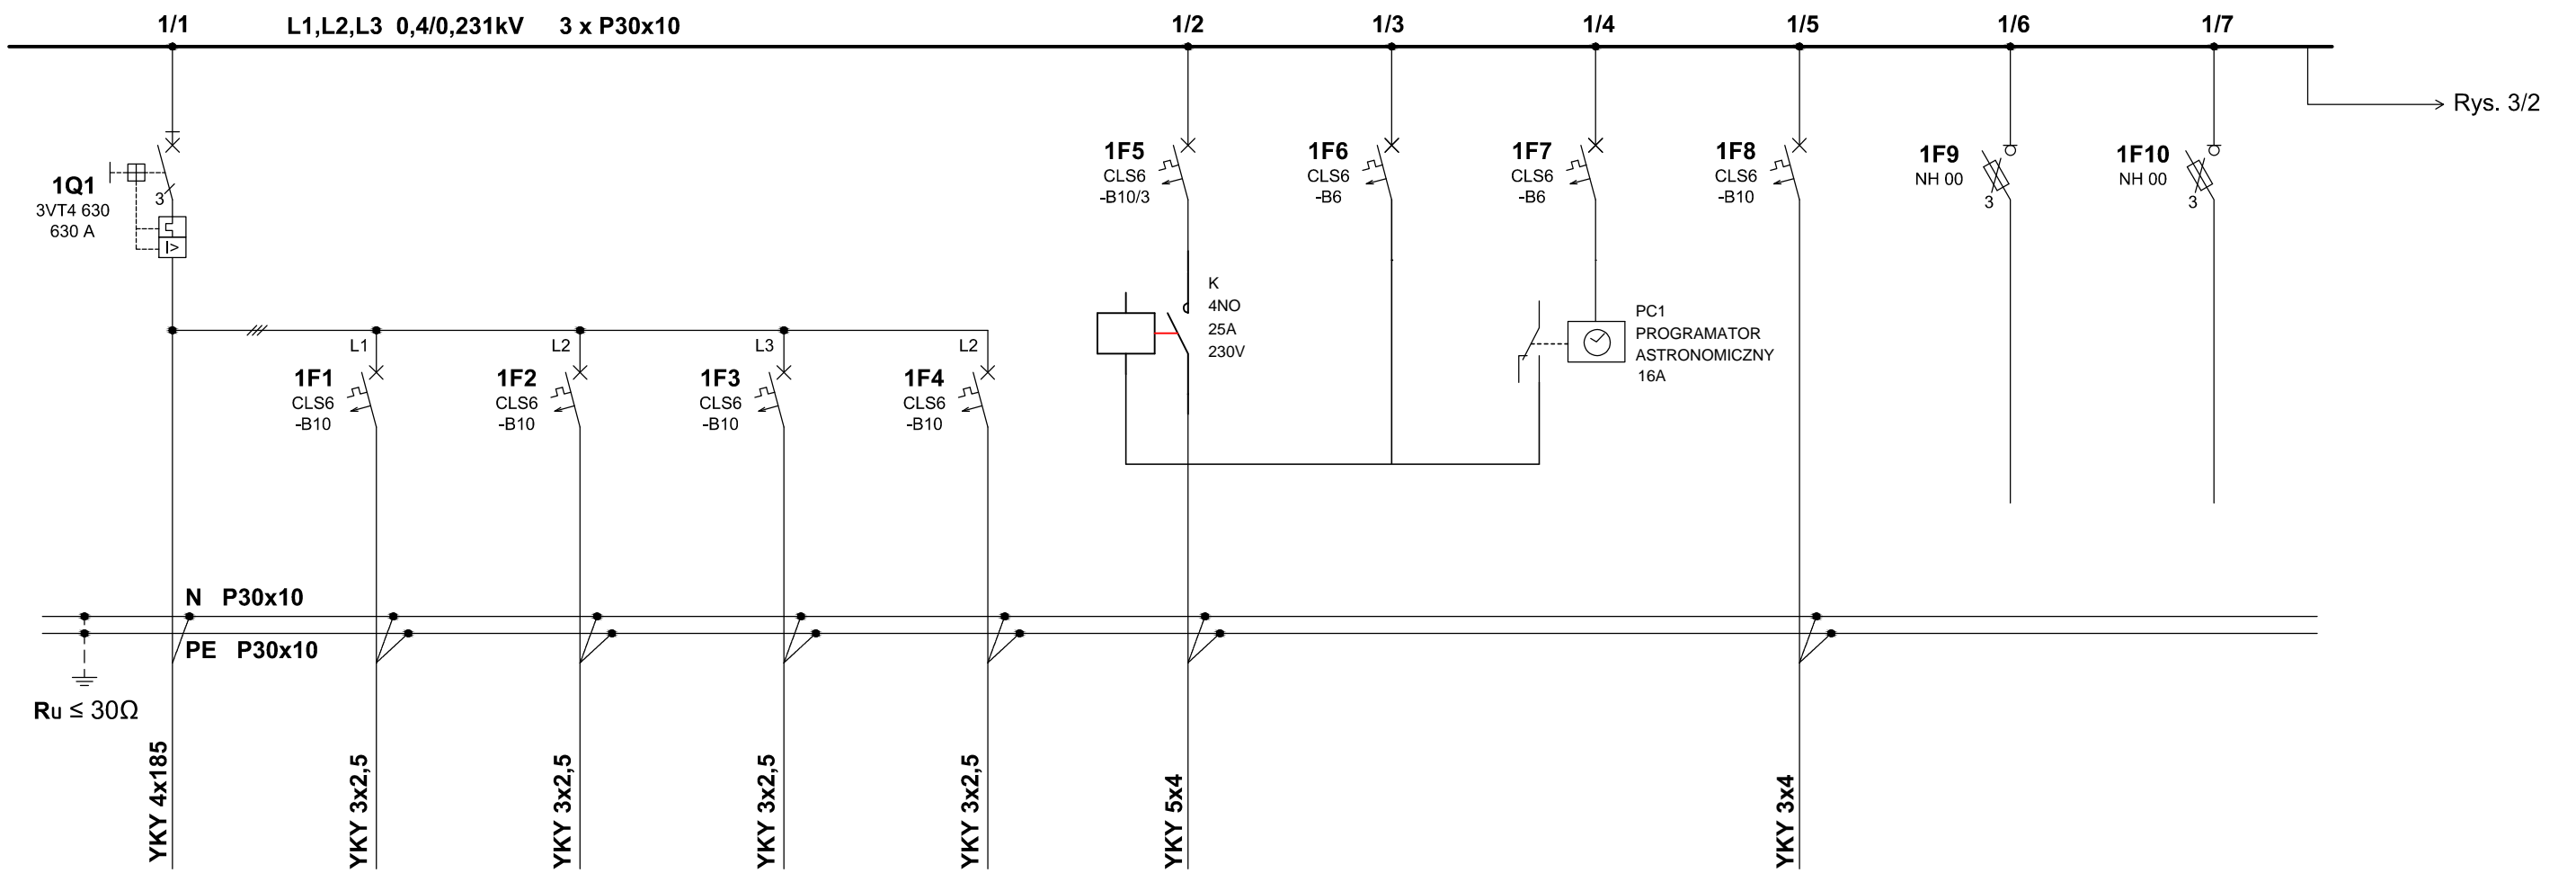 1/1
L1,L2,L3 0,4/0,231kV 3 x P30x10
1/2
1/3
1/4
1/5
1/6
1/7
Rys. 3/2
1Q1
3VT4 630
630 A
3
I>
1F5
CLS6
-B10/3
1F6
CLS6
-B6
1F7
CLS6
-B6
1F8
CLS6
-B10
1F9
NH 00
3
1F10
NH 00
3
K
4NO
25A
230V
PC1
PROGRAMATOR
ASTRONOMICZNY
16A
L1
1F1
CLS6
-B10
L2
1F2
CLS6
-B10
L3
1F3
CLS6
-B10
L2
1F4
CLS6
-B10
N P30x10
PE P30x10
Ru ≤ 30Ω
YKY 4x185
YKY 3x2,5
YKY 3x2,5
YKY 3x2,5
YKY 3x2,5
YKY 5x4
YKY 3x4